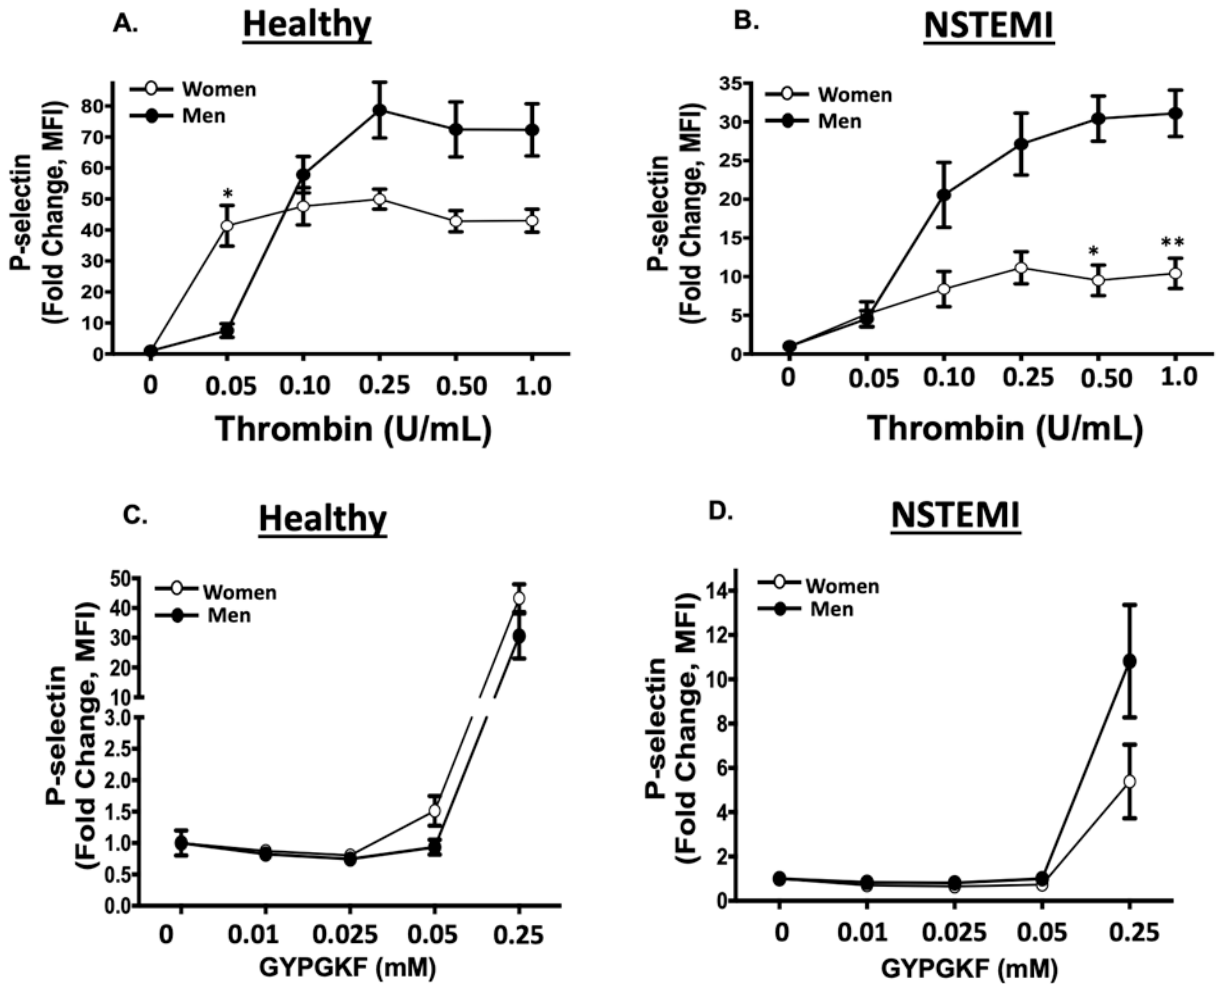 A.
Healthy
Women
Men
P-selectin
(Fold Change, MFI)
80
70
60
50
40
30
20
10
0
*
0 0.05 0.10 0.25 0.50 1.0
Thrombin (U/mL)
B.
NSTEMI
Women
Men
P-selectin
(Fold Change, MFI)
35
30
25
20
15
10
5
0
* **
0 0.05 0.10 0.25 0.50 1.0
Thrombin (U/mL)
C.
Healthy
Women
Men
P-selectin
(Fold Change, MFI)
50
40
30
20
10
3.0
2.5
2.0
1.5
1.0
0.5
0.0
0 0.01 0.025 0.05 0.25
GYPGKF (mM)
D.
NSTEMI
Women
Men
P-selectin
(Fold Change, MFI)
14
12
10
8
6
4
2
0
0 0.01 0.025 0.05 0.25
GYPGKF (mM)